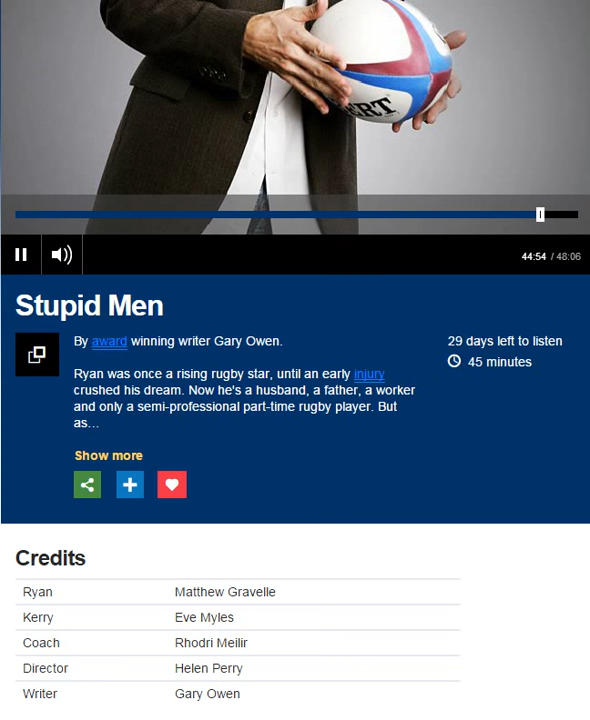 ERT
44:54 / 48:06
Stupid Men
By award winning writer Gary Owen.
29 days left to listen
45 minutes
Ryan was once a rising rugby star, until an early injury
crushed his dream. Now he's a husband, a father, a worker
and only a semi-professional part-time rugby player. But
as...
Show more
Credits
Ryan Matthew Gravelle
Kerry Eve Myles
Coach Rhodri Meilir
Director Helen Perry
Writer Gary Owen